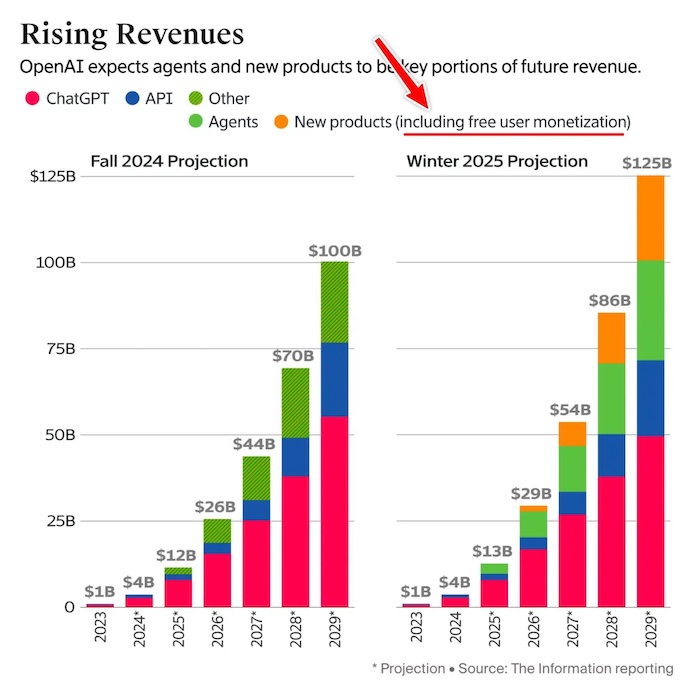 Rising Revenues
OpenAI expects agents and new products to be key portions of future revenue.
ChatGPT API Other
Agents New products (including free user monetization)
Fall 2024 Projection
$125B
100B
75B
50B
25B
0
$1B
$4B
$12B
$26B
$44B
$70B
$100B
2023
2024*
2025*
2026*
2027*
2028*
2029*
Winter 2025 Projection
$1B
$4B
$13B
$29B
$54B
$86B
$125B
2023
2024
2025*
2026*
2027*
2028*
2029*
* Projection • Source: The Information reporting